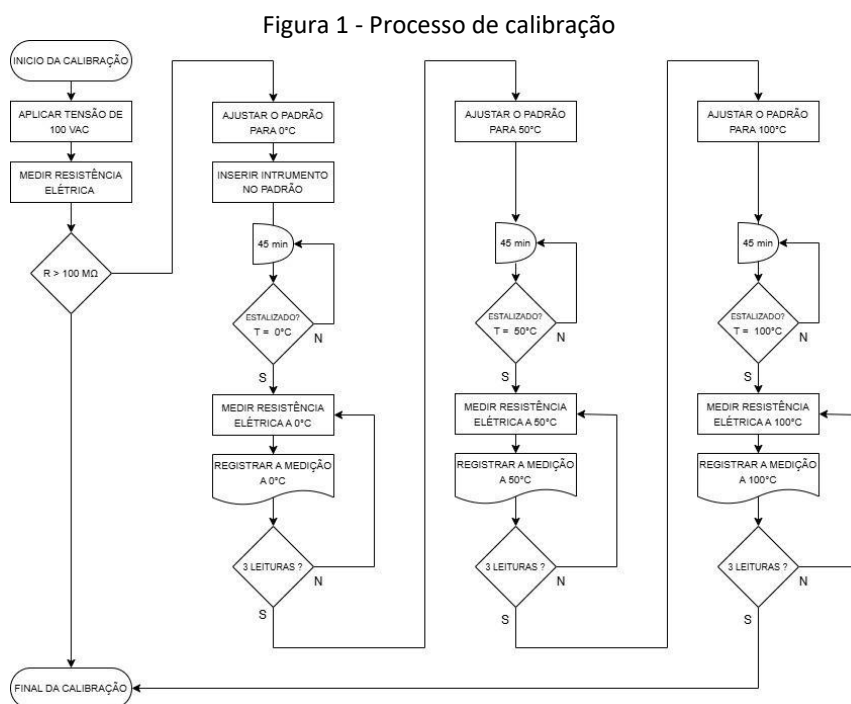 Figura 1 - Processo de calibração
INICIO DA CALIBRAÇÃO
APLICAR TENSÃO DE
100 VAC
MEDIR RESISTÊNCIA
ELÉTRICA
R > 100 MΩ
FINAL DA CALIBRAÇÃO
AJUSTAR O PADRÃO
PARA 0°C
INSERIR INTRUMENTO
NO PADRÃO
45 min
ESTALIZADO?
T = 0°C
N
S
MEDIR RESISTÊNCIA
ELÉTRICA A 0°C
REGISTRAR A MEDIÇÃO
A 0°C
3 LEITURAS ?
N
S
AJUSTAR O PADRÃO
PARA 50°C
45 min
ESTALIZADO?
T = 50°C
N
S
MEDIR RESISTÊNCIA
ELÉTRICA A 50°C
REGISTRAR A MEDIÇÃO
A 50°C
3 LEITURAS ?
N
S
AJUSTAR O PADRÃO
PARA 100°C
45 min
ESTALIZADO?
T = 100°C
N
S
MEDIR RESISTÊNCIA
ELÉTRICA A 100°C
REGISTRAR A MEDIÇÃO
A 100°C
3 LEITURAS ?
N
S